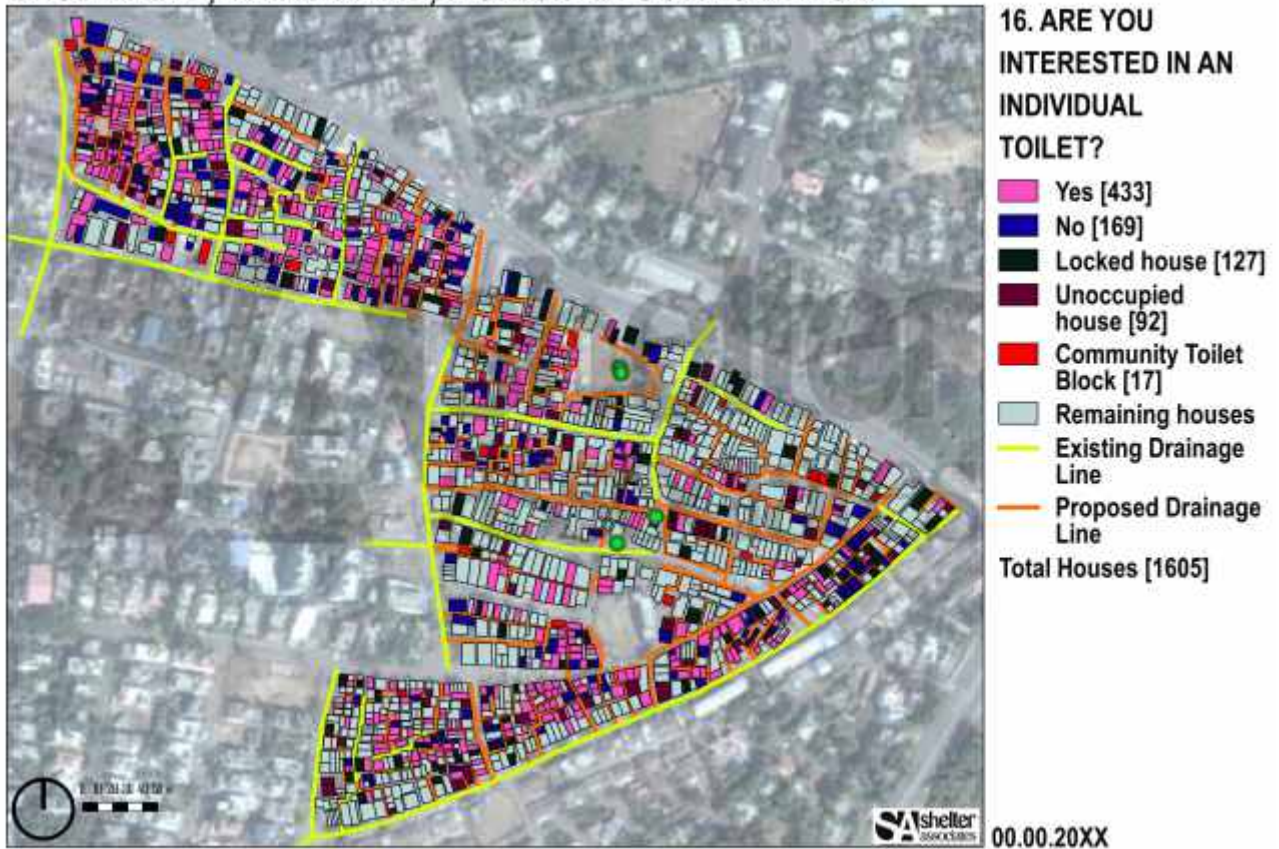 16. ARE YOU
INTERESTED IN AN
INDIVIDUAL
TOILET?
Yes [433]
No [169]
Locked house [127]
Unoccupied
house [92]
Community Toilet
Block [17]
Remaining houses
Existing Drainage
Line
Proposed Drainage
Line
Total Houses [1605]
SA shelter
associates
00.00.20XX